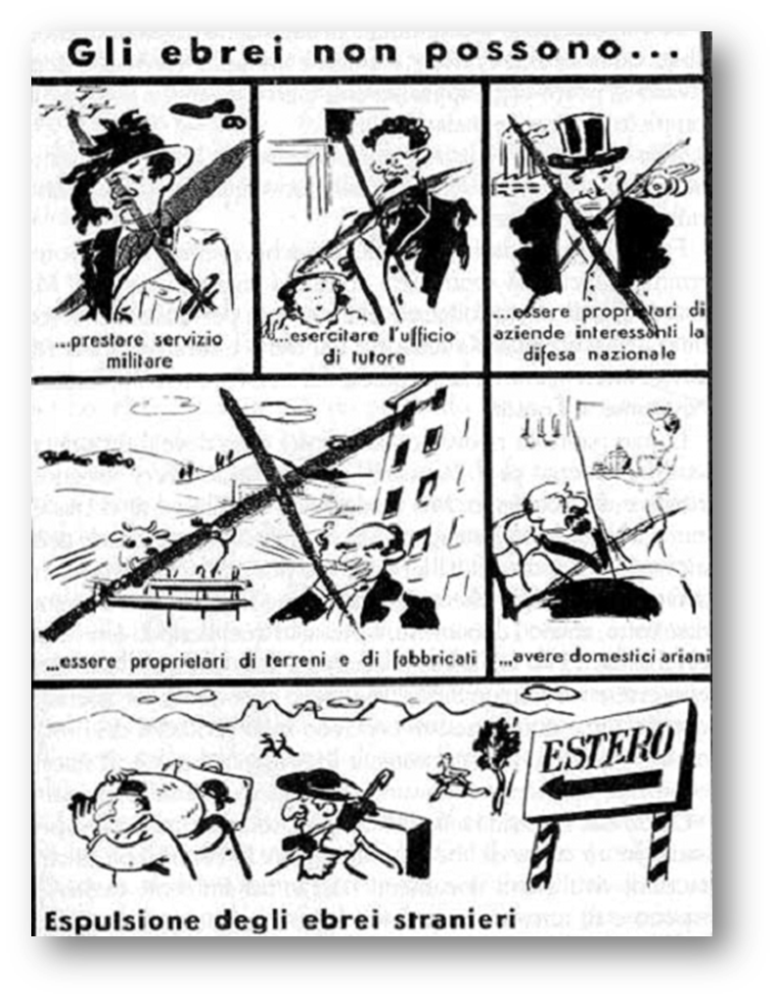 Gli ebrei non possono...
...prestare servizio
militare
...esercitare l'ufficio
di tutore
...essere proprietari di
aziende interessanti la
difesa nazionale
...essere proprietari di terreni e di fabbricati
...avere domestici ariani
ESTERO
Espulsione degli ebrei stranieri